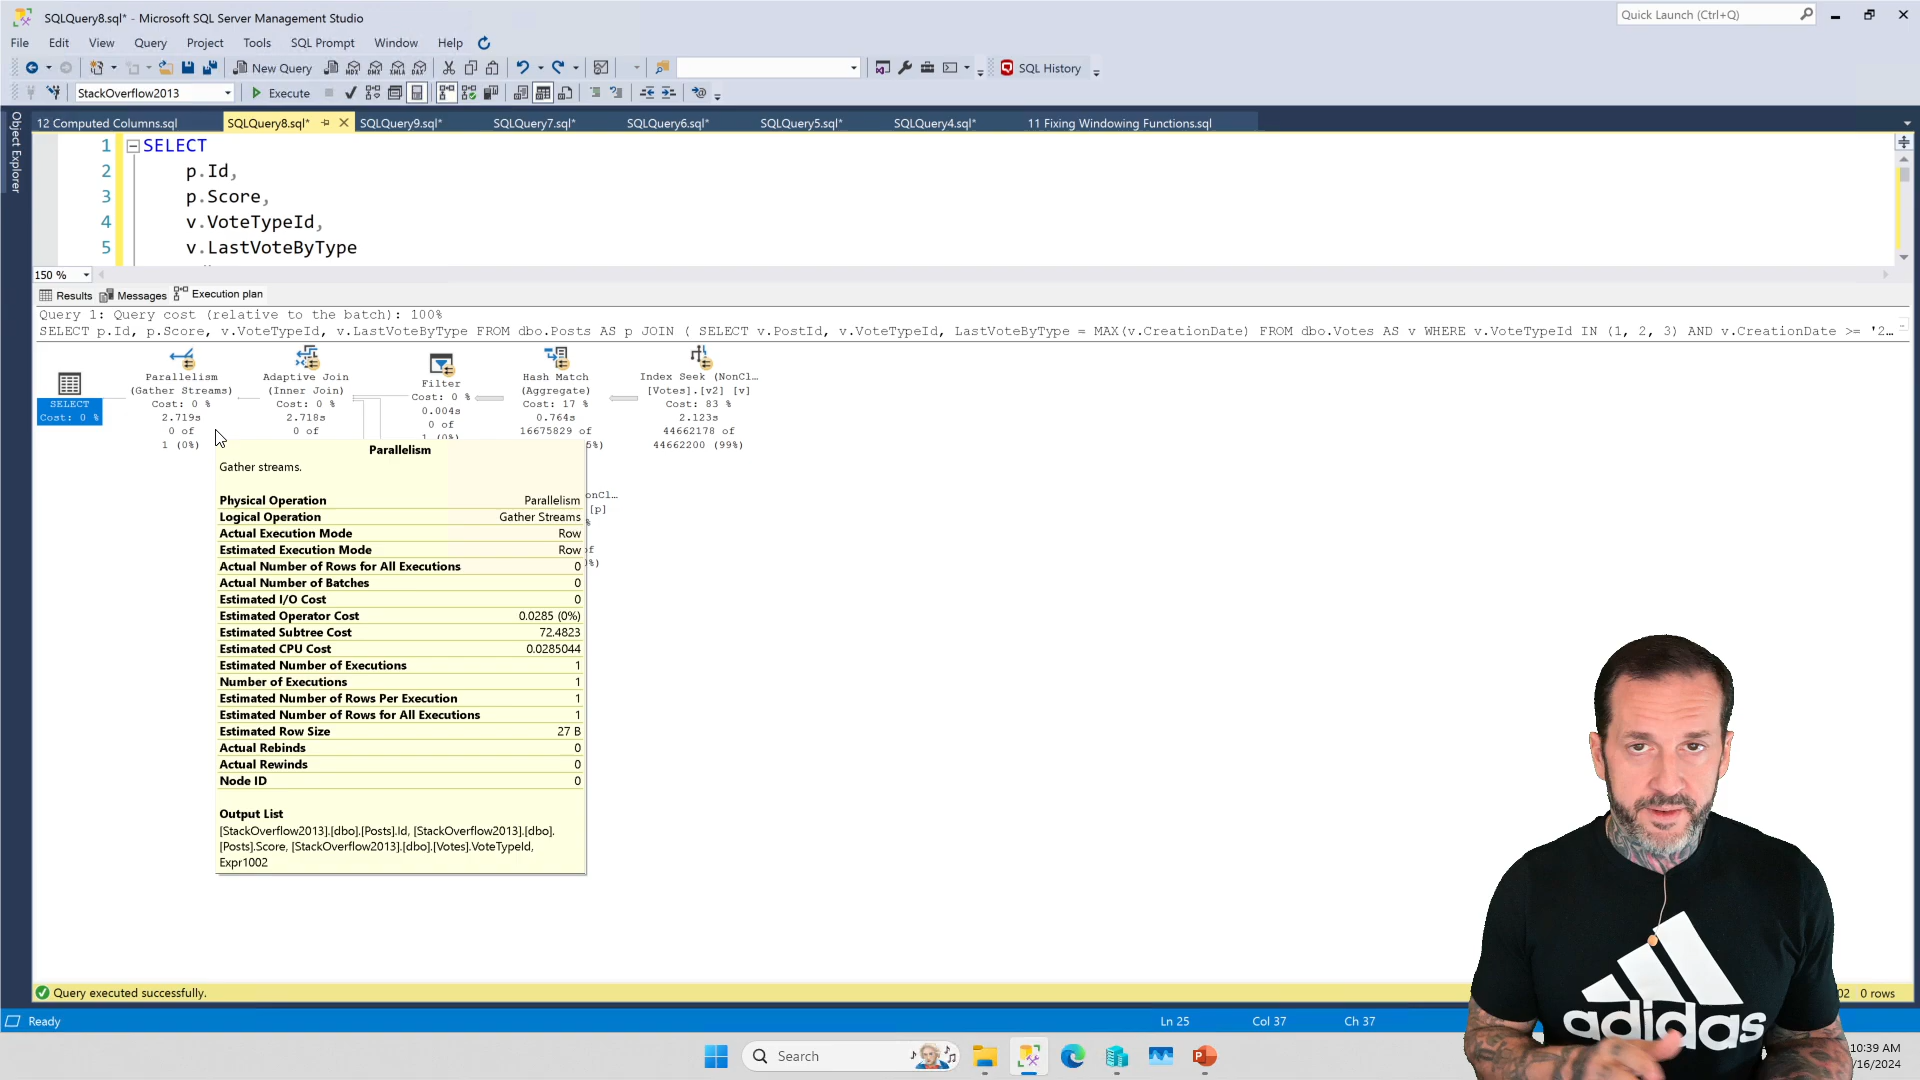 SQLQuery8.sql* - Microsoft SQL Server Management Studio
Quick Launch (Ctrl+Q)
File Edit View Query Project Tools SQL Prompt Window Help
New Query MDX DMX XMLA DAX SQL History
StackOverflow2013 Execute
Object Explorer
12 Computed Columns.sql SQLQuery8.sql* SQLQuery9.sql* SQLQuery7.sql* SQLQuery6.sql* SQLQuery5.sql* SQLQuery4.sql* 11 Fixing Windowing Functions.sql
1 SELECT
2 p.Id,
3 p.Score,
4 v.VoteTypeId,
5 v.LastVoteByType
150 %
Results Messages Execution plan
Query 1: Query cost (relative to the batch): 100%
SELECT p.Id, p.Score, v.VoteTypeId, v.LastVoteByType FROM dbo.Posts AS p JOIN ( SELECT v.PostId, v.VoteTypeId, LastVoteByType = MAX(v.CreationDate) FROM dbo.Votes AS v WHERE v.VoteTypeId IN (1, 2, 3) AND v.CreationDate >= '2...
SELECT
Cost: 0 %
Parallelism
(Gather Streams)
Cost: 0 %
2.719s
0 of
1 (0%)
Adaptive Join
(Inner Join)
Cost: 0 %
2.718s
0 of
Filter
Cost: 0 %
0.004s
0 of
1 (0%)
Hash Match
(Aggregate)
Cost: 17 %
0.764s
16675829 of
5%)
Index Seek (NonCl...
[Votes].[v2] [v]
Cost: 83 %
2.123s
44662178 of
44662200 (99%)
onCl...
[p]
%
of
%)
Parallelism
Gather streams.
Physical Operation Parallelism
Logical Operation Gather Streams
Actual Execution Mode Row
Estimated Execution Mode Row
Actual Number of Rows for All Executions 0
Actual Number of Batches 0
Estimated I/O Cost 0
Estimated Operator Cost 0.0285 (0%)
Estimated Subtree Cost 72.4823
Estimated CPU Cost 0.0285044
Estimated Number of Executions 1
Number of Executions 1
Estimated Number of Rows Per Execution 1
Estimated Number of Rows for All Executions 1
Estimated Row Size 27 B
Actual Rebinds 0
Actual Rewinds 0
Node ID 0
Output List
[StackOverflow2013].[dbo].[Posts].Id, [StackOverflow2013].[dbo].
[Posts].Score, [StackOverflow2013].[dbo].[Votes].VoteTypeId,
Expr1002
adidas
Query executed successfully.
02 0 rows
Ready Ln 25 Col 37 Ch 37
Search
10:39 AM
/16/2024